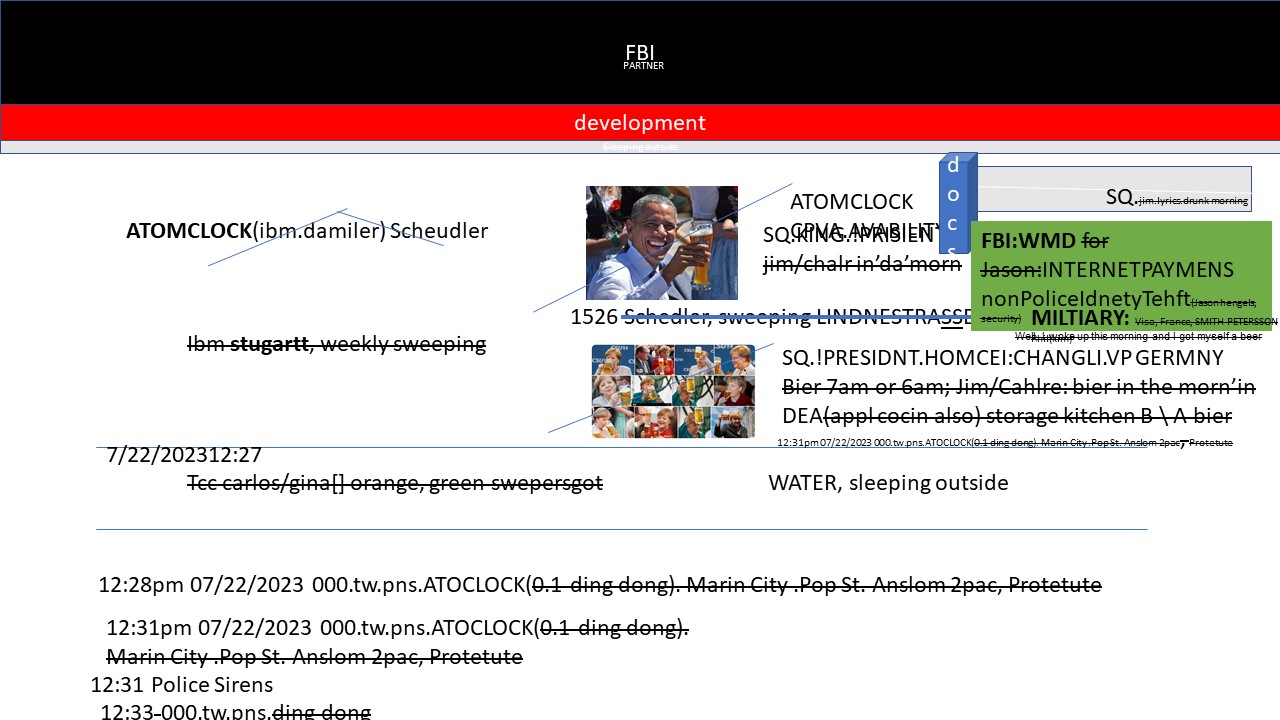 FBI
PARTNER
development
Sleeping outside
docs
SQ.jim.lyrics.drunk morning
ATOMCLOCK
CPVA.AVABILIT
ATOMCLOCK(ibm.damiler) Scheudler
SQ.KING.!PRISIENT
jim/chalr in’da’morn
FBI:WMD for
Jason:INTERNETPAYMENS
nonPoliceIdnetyTehft(Jason hengels,
security)
MILTIARY: Visa, France, SMITH-PETERSSON
Well, I woke up this morning and I got myself a beer
1526 Schedler, sweeping LINDNESTRASSE
Ibm stugartt, weekly sweeping
SQ.!PRESIDNT.HOMCEI:CHANGLI.VP GERMNY
Bier 7am or 6am; Jim/Cahlre: bier in the morn’in
DEA(appl cocin also) storage kitchen B \ A bier
12:31pm 07/22/2023 000.tw.pns.ATOCLOCK(0.1 ding dong). Marin City .Pop St. Anslom 2pac, Protetute
7/22/202312:27
Tcc carlos/gina[] orange, green swepersgot
WATER, sleeping outside
12:28pm 07/22/2023 000.tw.pns.ATOCLOCK(0.1 ding dong). Marin City .Pop St. Anslom 2pac, Protetute
12:31pm 07/22/2023 000.tw.pns.ATOCLOCK(0.1 ding dong).
Marin City .Pop St. Anslom 2pac, Protetute
12:31 Police Sirens
12:33-000.tw.pns.ding dong